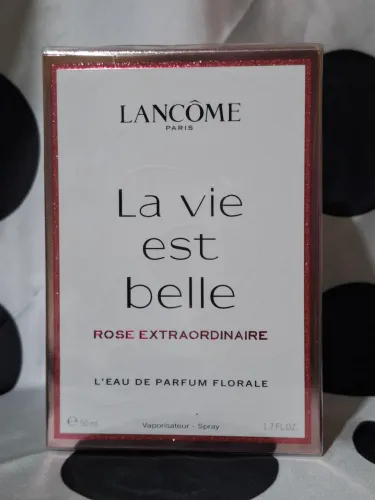 LANCÔME
PARIS
La vie
est
belle
ROSE EXTRAORDINAIRE
L'EAU DE PARFUM FLORALE
℮ 50 ml
Vaporisateur - Spray
1.7 FL.OZ.